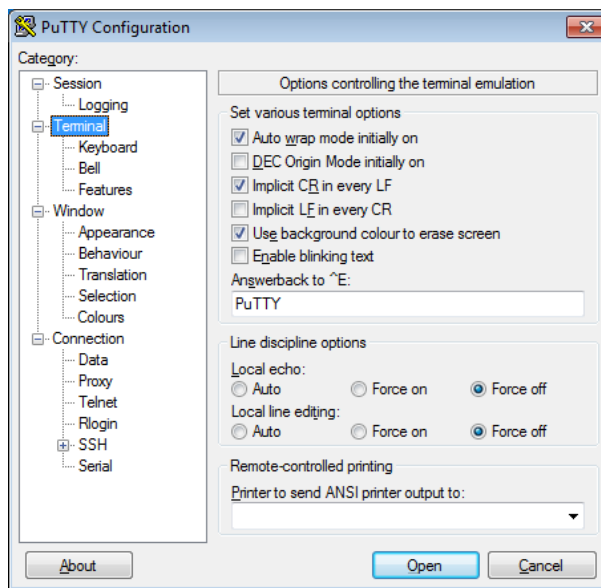 PuTTY Configuration
Category:
Session
Logging
Terminal
Keyboard
Bell
Features
Window
Appearance
Behaviour
Translation
Selection
Colours
Connection
Data
Proxy
Telnet
Rlogin
SSH
Serial
Options controlling the terminal emulation
Set various terminal options
Auto wrap mode initially on
DEC Origin Mode initially on
Implicit CR in every LF
Implicit LF in every CR
Use background colour to erase screen
Enable blinking text
Answerback to ^E:
PuTTY
Line discipline options
Local echo:
Auto Force on Force off
Local line editing:
Auto Force on Force off
Remote-controlled printing
Printer to send ANSI printer output to:
About Open Cancel